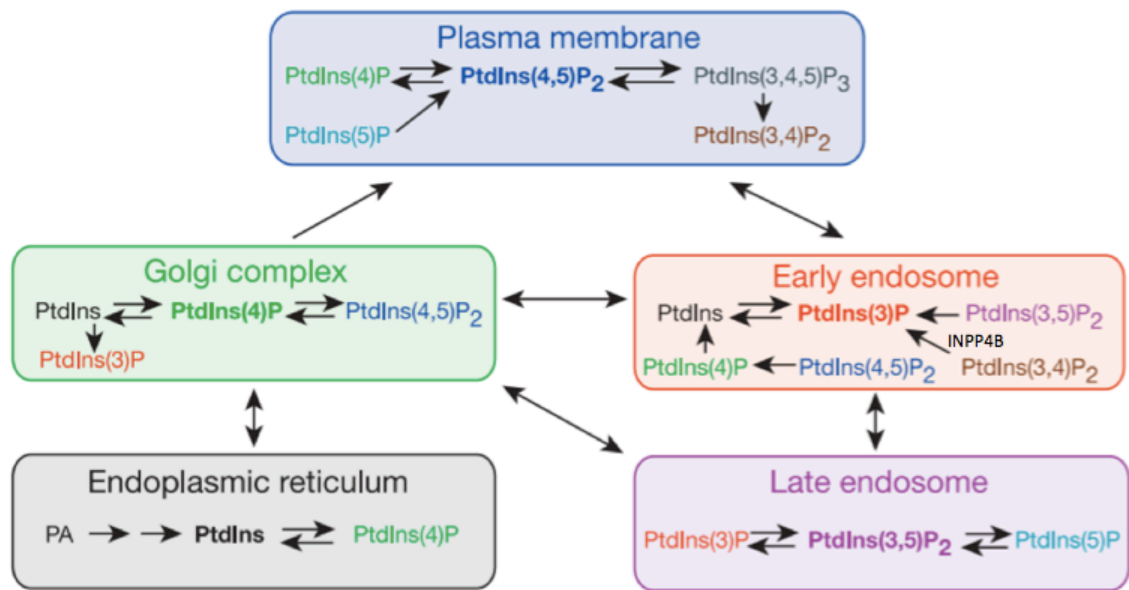 Plasma membrane
PtdIns(4)P PtdIns(4,5)P2 PtdIns(3,4,5)P3
PtdIns(5)P PtdIns(3,4)P2
Golgi complex
PtdIns PtdIns(4)P PtdIns(4,5)P2
PtdIns(3)P
Early endosome
PtdIns PtdIns(3)P PtdIns(3,5)P2
INPP4B
PtdIns(4)P PtdIns(4,5)P2 PtdIns(3,4)P2
Endoplasmic reticulum
PA PtdIns PtdIns(4)P
Late endosome
PtdIns(3)P PtdIns(3,5)P2 PtdIns(5)P